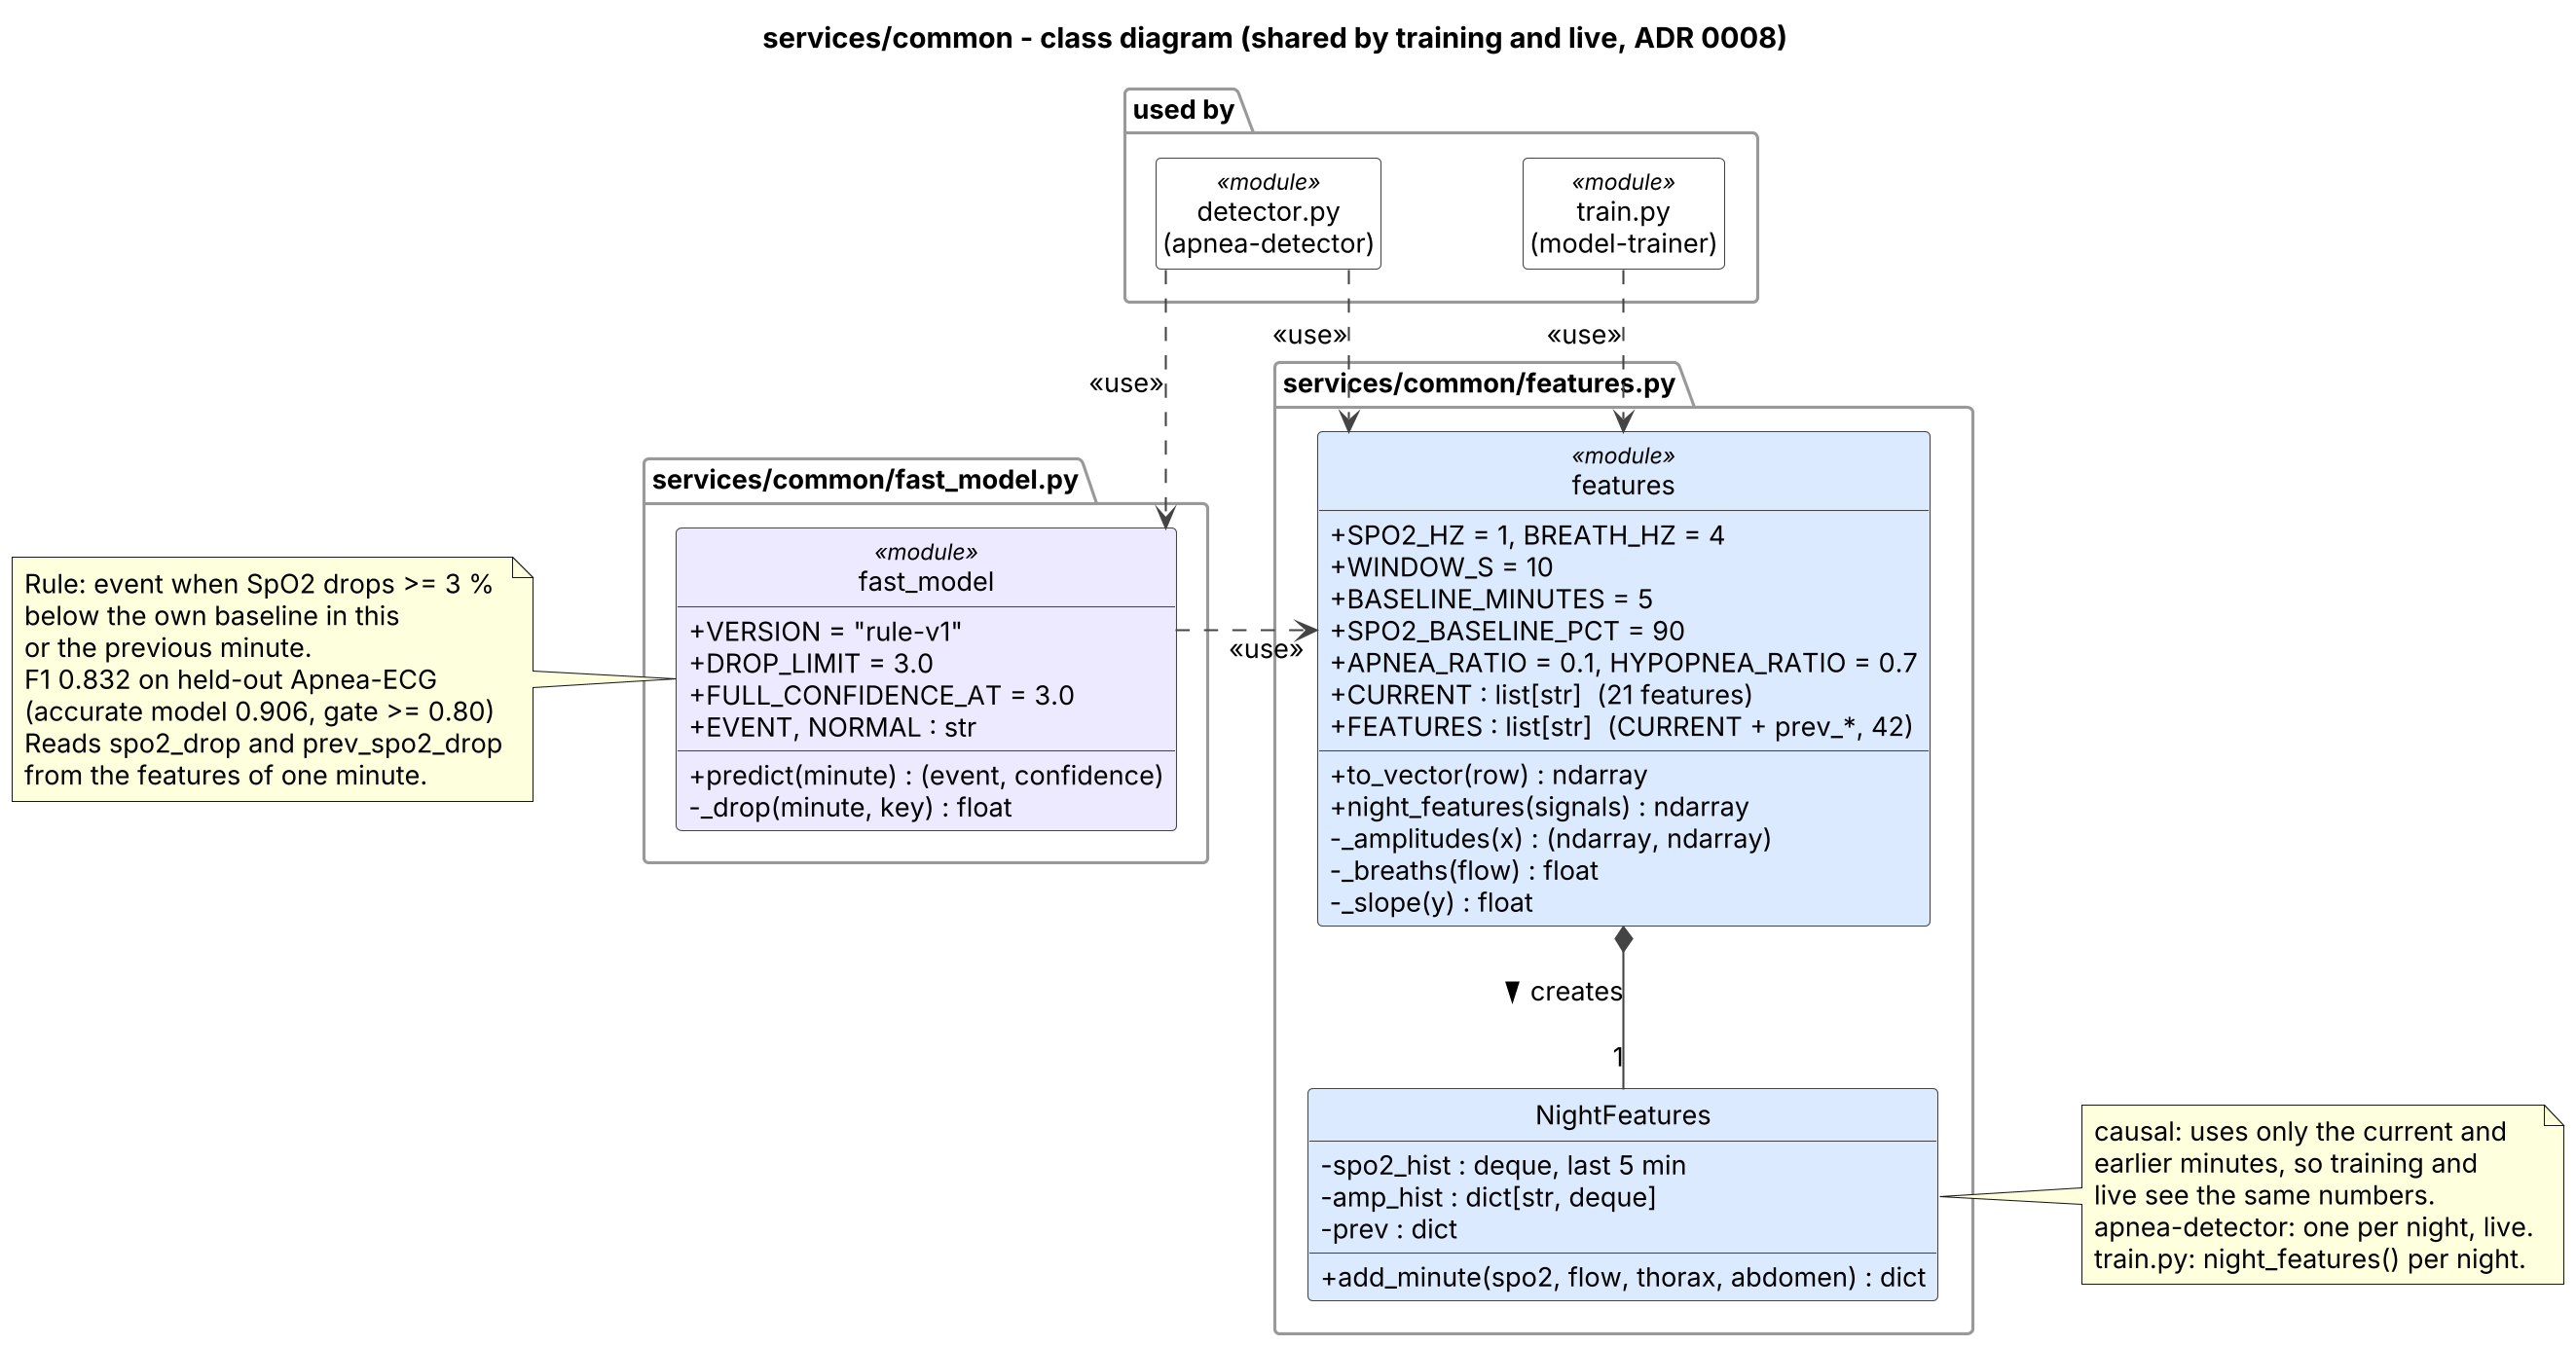 services/common - class diagram (shared by training and live, ADR 0008)
used by
«module»
detector.py
(apnea-detector)
«module»
train.py
(model-trainer)
«use»
«use»
«use»
services/common/features.py
«module»
features
+SPO2_HZ = 1, BREATH_HZ = 4
+WINDOW_S = 10
+BASELINE_MINUTES = 5
+SPO2_BASELINE_PCT = 90
+APNEA_RATIO = 0.1, HYPOPNEA_RATIO = 0.7
+CURRENT : list[str]  (21 features)
+FEATURES : list[str]  (CURRENT + prev_*, 42)
+to_vector(row) : ndarray
+night_features(signals) : ndarray
-_amplitudes(x) : (ndarray, ndarray)
-_breaths(flow) : float
-_slope(y) : float
services/common/fast_model.py
«module»
fast_model
+VERSION = "rule-v1"
+DROP_LIMIT = 3.0
+FULL_CONFIDENCE_AT = 3.0
+EVENT, NORMAL : str
+predict(minute) : (event, confidence)
-_drop(minute, key) : float
«use»
Rule: event when SpO2 drops >= 3 %
below the own baseline in this
or the previous minute.
F1 0.832 on held-out Apnea-ECG
(accurate model 0.906, gate >= 0.80)
Reads spo2_drop and prev_spo2_drop
from the features of one minute.
creates
1
NightFeatures
-spo2_hist : deque, last 5 min
-amp_hist : dict[str, deque]
-prev : dict
+add_minute(spo2, flow, thorax, abdomen) : dict
causal: uses only the current and
earlier minutes, so training and
live see the same numbers.
apnea-detector: one per night, live.
train.py: night_features() per night.